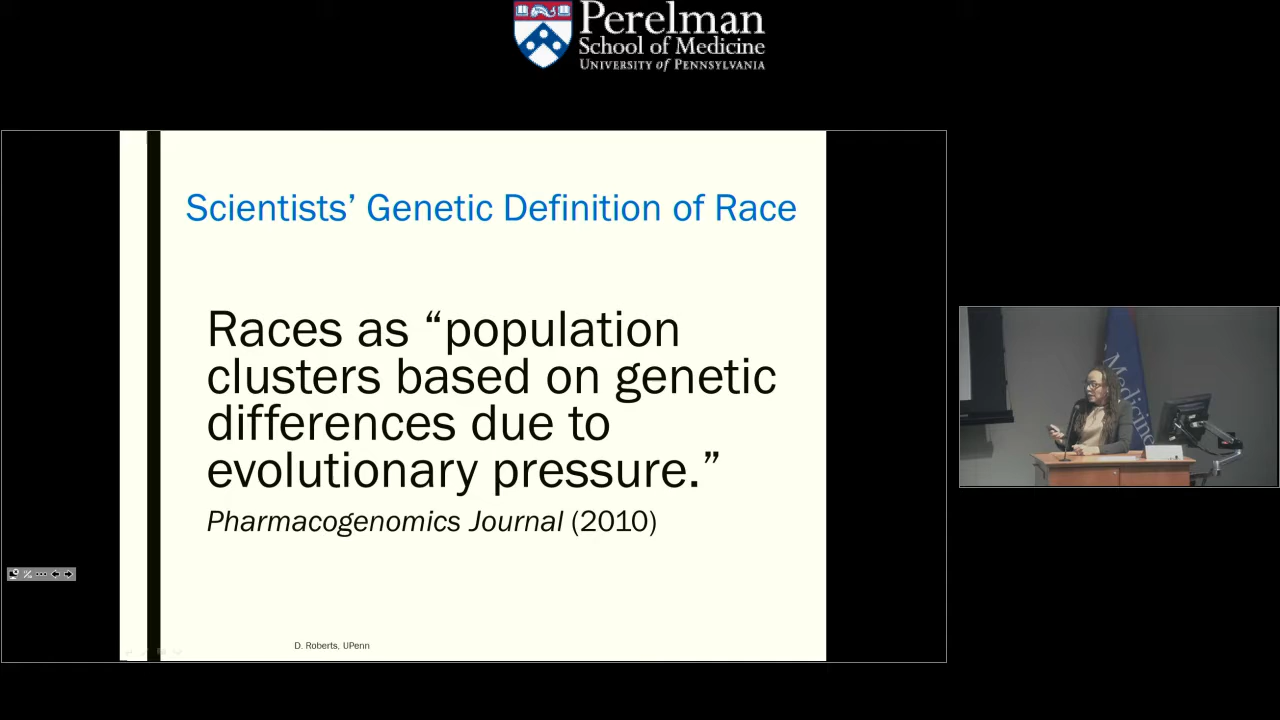 Perelman
School of Medicine
UNIVERSITY of PENNSYLVANIA
Scientists’ Genetic Definition of Race
Races as “population
clusters based on genetic
differences due to
evolutionary pressure.”
Pharmacogenomics Journal (2010)
D. Roberts, UPenn
Medicine